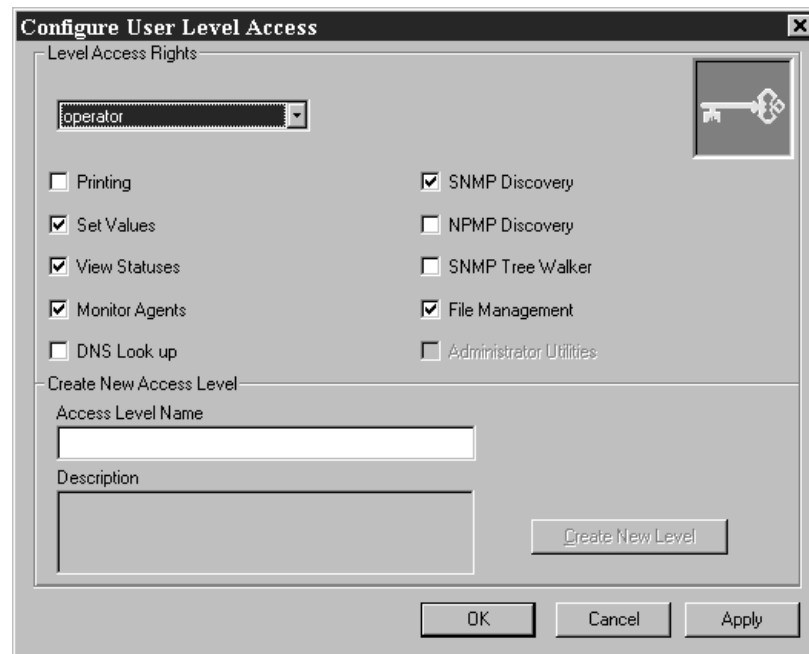 Configure User Level Access
Level Access Rights
operator
Printing
SNMP Discovery
Set Values
NPMP Discovery
View Statuses
SNMP Tree Walker
Monitor Agents
File Management
DNS Look up
Administrator Utilities
Create New Access Level
Access Level Name
Description
Create New Level
OK
Cancel
Apply